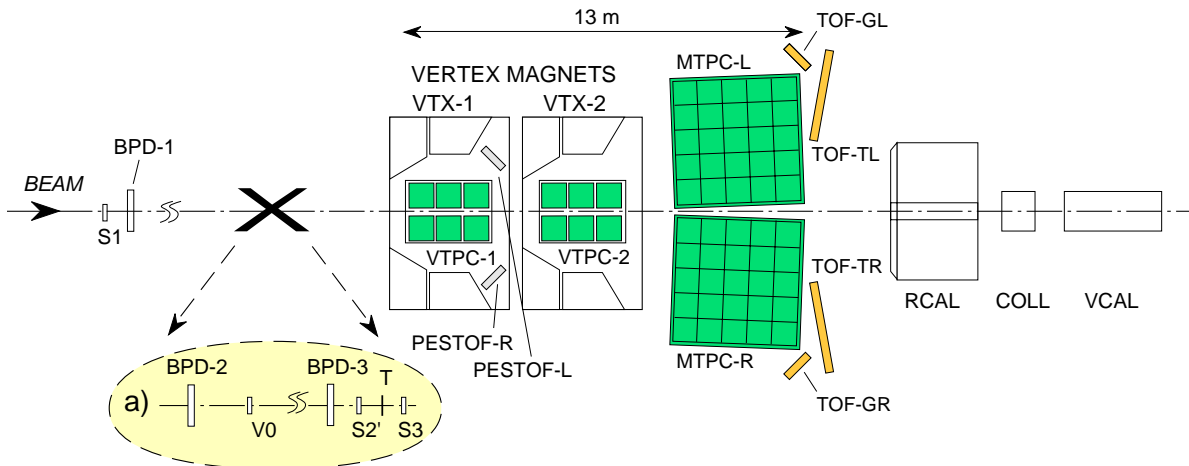 13 m
TOF-GL
MTPC-L
VERTEX MAGNETS
VTX-1
VTX-2
BPD-1
TOF-TL
BEAM
S1
VTPC-1
VTPC-2
TOF-TR
RCAL
COLL
VCAL
PESTOF-R
PESTOF-L
MTPC-R
TOF-GR
BPD-2
BPD-3
T
a)
V0
S2'
S3